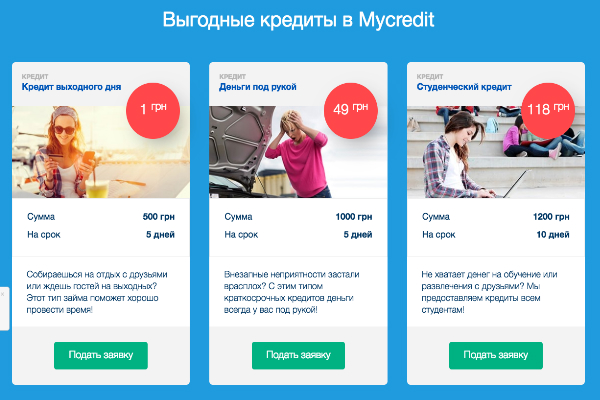 Выгодные кредиты в Mycredit
КРЕДИТ
Кредит выходного дня
1 грн
Сумма 500 грн
На срок 5 дней
Собираешься на отдых с друзьями
или ждешь гостей на выходных?
Этот тип займа поможет хорошо
провести время!
Подать заявку
КРЕДИТ
Деньги под рукой
49 грн
Сумма 1000 грн
На срок 5 дней
Внезапные неприятности застали
врасплох? С этим типом
краткосрочных кредитов деньги
всегда у вас под рукой!
Подать заявку
КРЕДИТ
Студенческий кредит
118 грн
Сумма 1200 грн
На срок 10 дней
Не хватает денег на обучение или
развлечения с друзьями? Мы
предоставляем кредиты всем
студентам!
Подать заявку